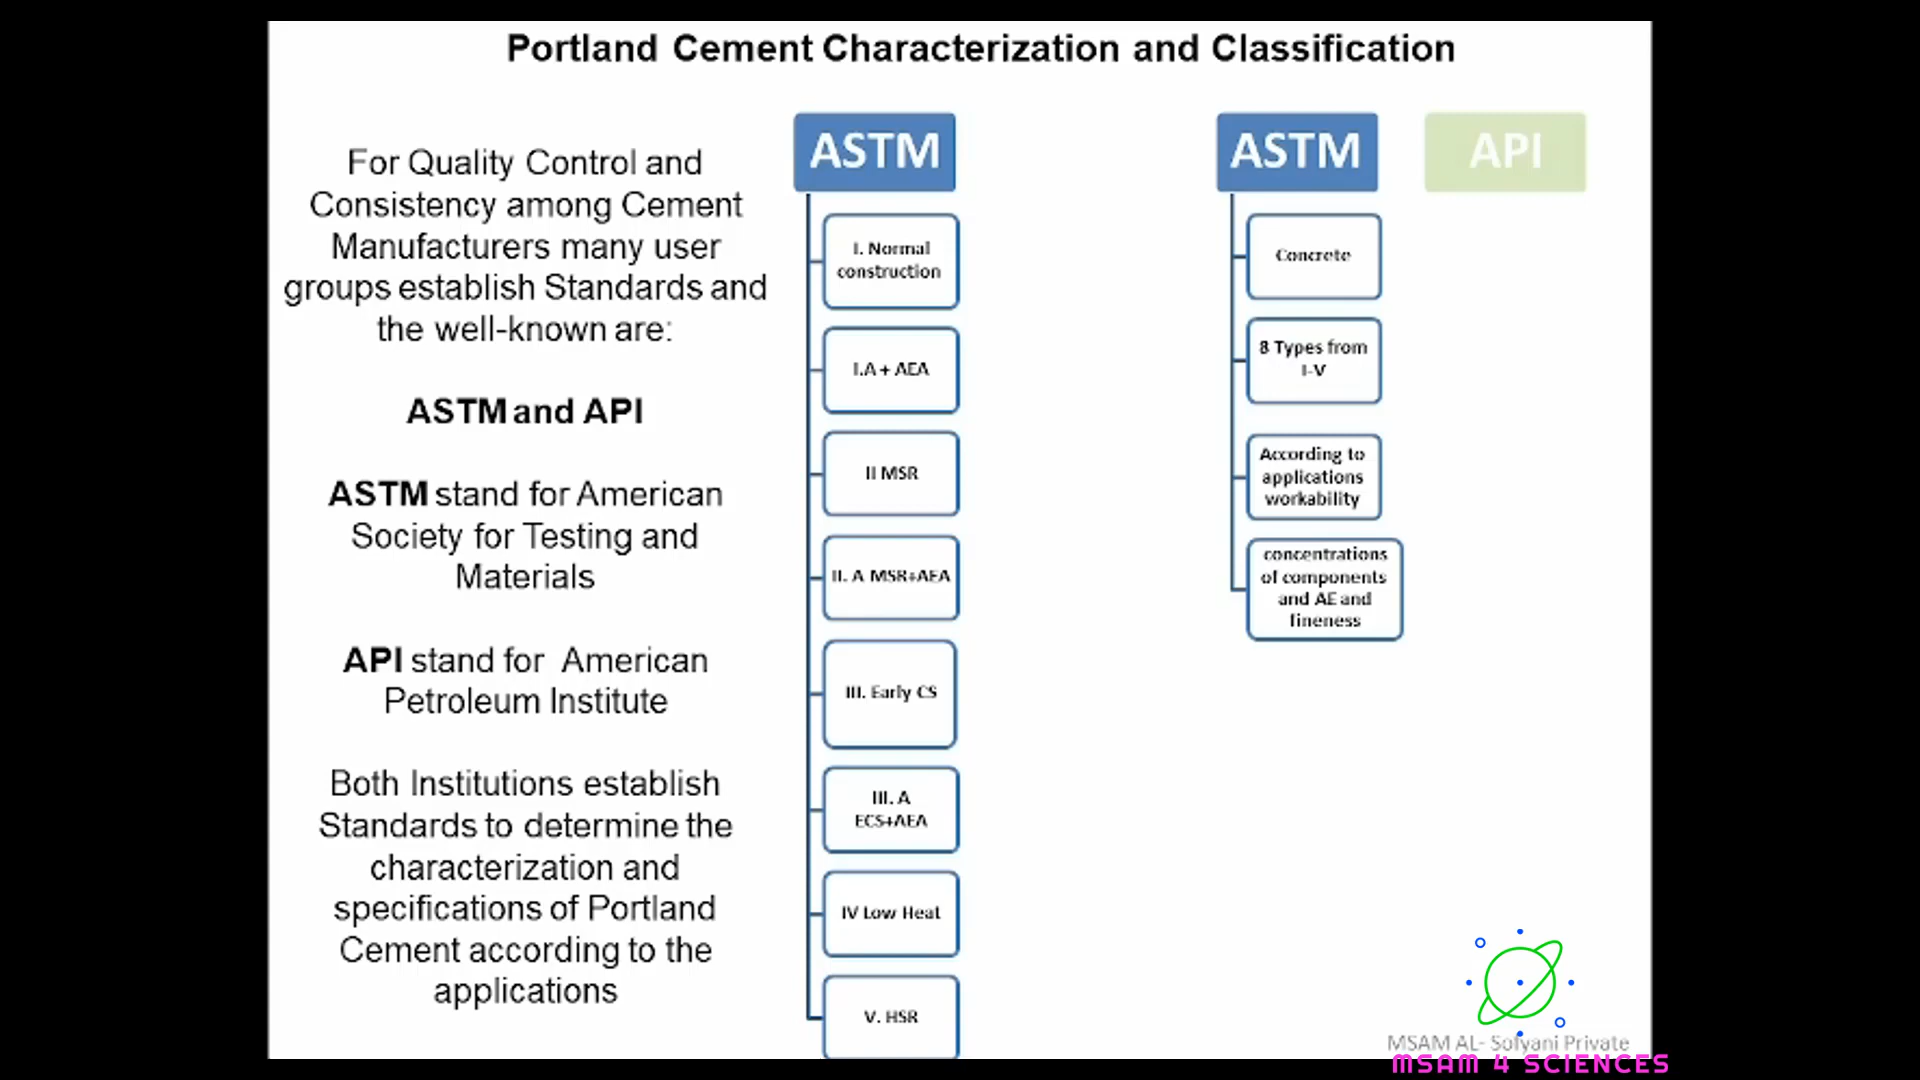 Portland Cement Characterization and Classification
For Quality Control and
Consistency among Cement
Manufacturers many user
groups establish Standards and
the well-known are:
ASTM and API
ASTM stand for American
Society for Testing and
Materials
API stand for American
Petroleum Institute
Both Institutions establish
Standards to determine the
characterization and
specifications of Portland
Cement according to the
applications
ASTM
I. Normal
construction
I.A + AEA
II MSR
II. A MSR+AEA
III. Early CS
III. A
ECS+AEA
IV Low Heat
V. HSR
ASTM
Concrete
8 Types from
I-V
According to
applications
workability
concentrations
of components
and AE and
fineness
API
MSAM AL- Sofyani Private
MSAM 4 SCIENCES